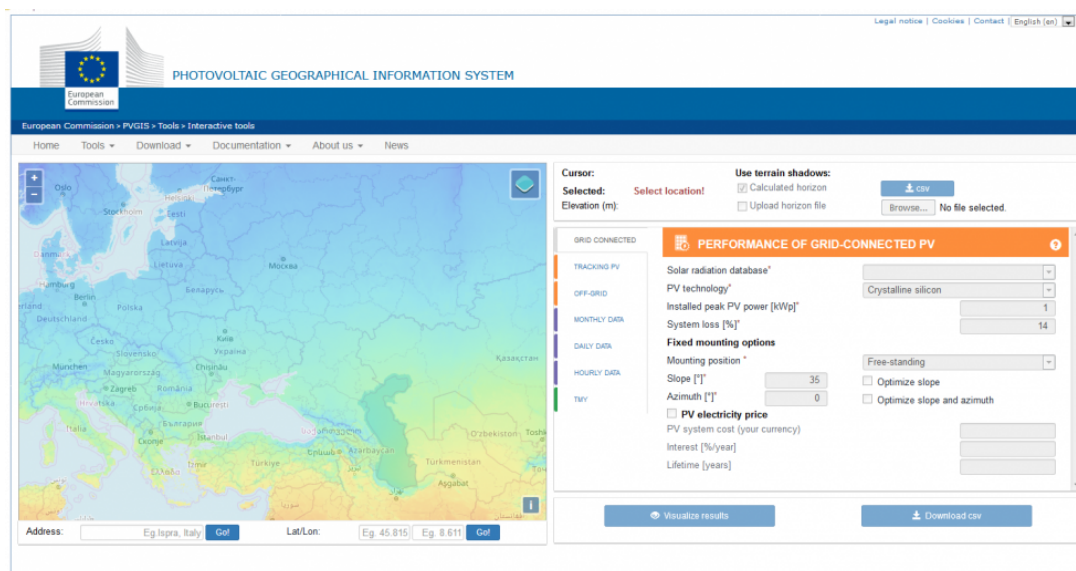 Legal notice | Cookies | Contact | English (en)
PHOTOVOLTAIC GEOGRAPHICAL INFORMATION SYSTEM
European
Commission
European Commission > PVGIS > Tools > Interactive tools
Home Tools Download Documentation About us News
+
−
Oslo
Санкт-
Петербург
Helsinki
Stockholm
Eesti
Latvija
Danmark
Lietuva
Москва
Hamburg
Беларусь
Berlin
Polska
Deutschland
Česko
Київ
Slovensko
Україна
München
Magyarország
Chișinău
Казахстан
Zagreb
România
Hrvatska
Србија
București
Italia
България
Скопје
İstanbul
Azərbaycan
O'zbekiston
Ελλάδα
İzmir
Türkiye
Türkmenistan
Aşgabat
i
Address: Eg.Ispra, Italy Go! Lat/Lon: Eg. 45.815 Eg. 8.611 Go!
Cursor:
Selected: Select location!
Elevation (m):
Use terrain shadows:
Calculated horizon
Upload horizon file
csv
Browse... No file selected.
GRID CONNECTED
TRACKING PV
OFF-GRID
MONTHLY DATA
DAILY DATA
HOURLY DATA
TMY
PERFORMANCE OF GRID-CONNECTED PV ?
Solar radiation database*
PV technology* Crystalline silicon
Installed peak PV power [kWp]* 1
System loss [%]* 14
Fixed mounting options
Mounting position * Free-standing
Slope [°]* 35 Optimize slope
Azimuth [°]* 0 Optimize slope and azimuth
PV electricity price
PV system cost (your currency)
Interest [%/year]
Lifetime [years]
Visualize results
Download csv